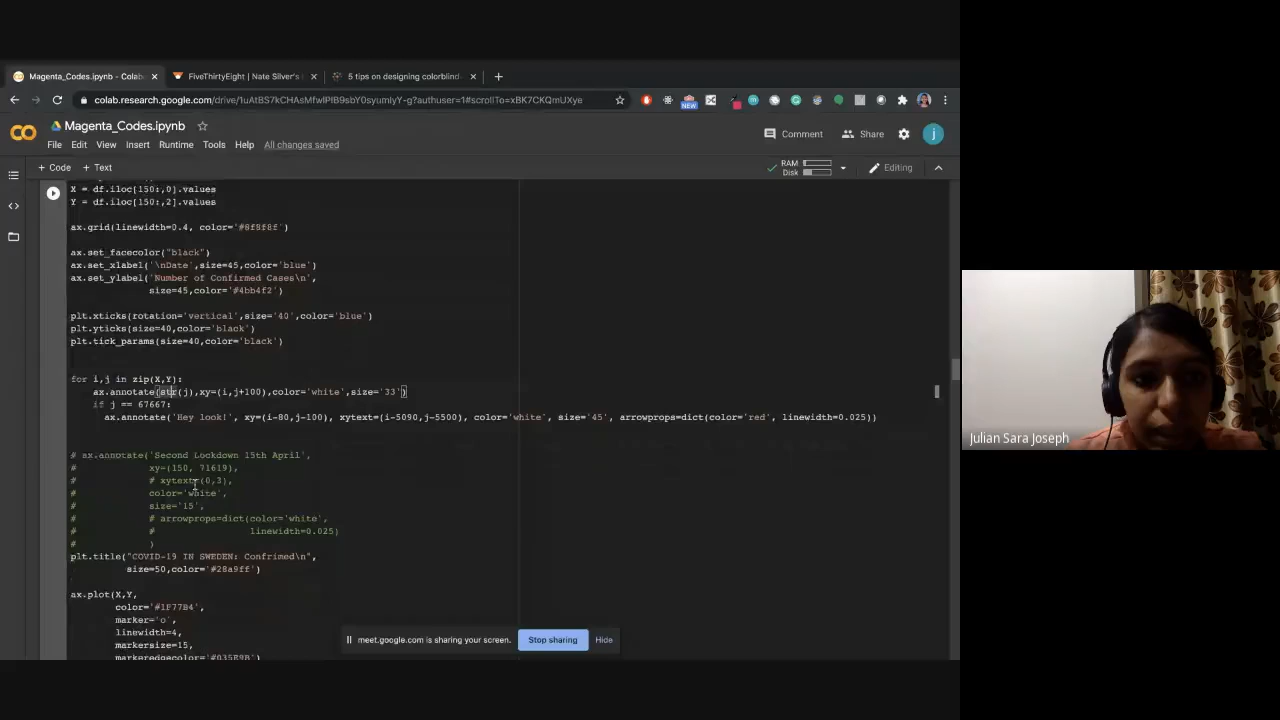 Magenta_Codes.ipynb - Colab
FiveThirtyEight | Nate Silver's
5 tips on designing colorblind
colab.research.google.com/drive/1uAtBS7kCHAsMfwIPIB9sbY0syumIyY-g?authuser=1#scrollTo=xBK7CKQmUXye
NEW
Magenta_Codes.ipynb
Comment
Share
j
File Edit View Insert Runtime Tools Help All changes saved
+ Code + Text
RAM
Disk
Editing
X = df.iloc[150:,0].values
Y = df.iloc[150:,2].values
ax.grid(linewidth=0.4, color='#8f8f8f')
ax.set_facecolor("black")
ax.set_xlabel('\nDate',size=45,color='blue')
ax.set_ylabel('Number of Confirmed Cases\n',
size=45,color='#4bb4f2')
plt.xticks(rotation='vertical',size='40',color='blue')
plt.yticks(size=40,color='black')
plt.tick_params(size=40,color='black')
for i,j in zip(X,Y):
ax.annotate(str(j),xy=(i,j+100),color='white',size='33')
if j == 67667:
ax.annotate('Hey look!', xy=(i-80,j-100), xytext=(i-5090,j-5500), color='white', size='45', arrowprops=dict(color='red', linewidth=0.025))
# ax.annotate('Second Lockdown 15th April',
# xy=(150, 71619),
# # xytext=(0,3),
# color='white',
# size='15',
# # arrowprops=dict(color='white',
# # linewidth=0.025)
# )
plt.title("COVID-19 IN SWEDEN: Confrimed\n",
size=50,color='#28a9ff')
ax.plot(X,Y,
color='#1F77B4',
marker='o',
linewidth=4,
markersize=15,
markeredgecolor='#035E9B')
meet.google.com is sharing your screen. Stop sharing Hide
Julian Sara Joseph